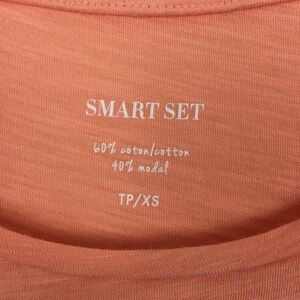 SMART SET
60% coton/cotton
40% modal
TP/XS